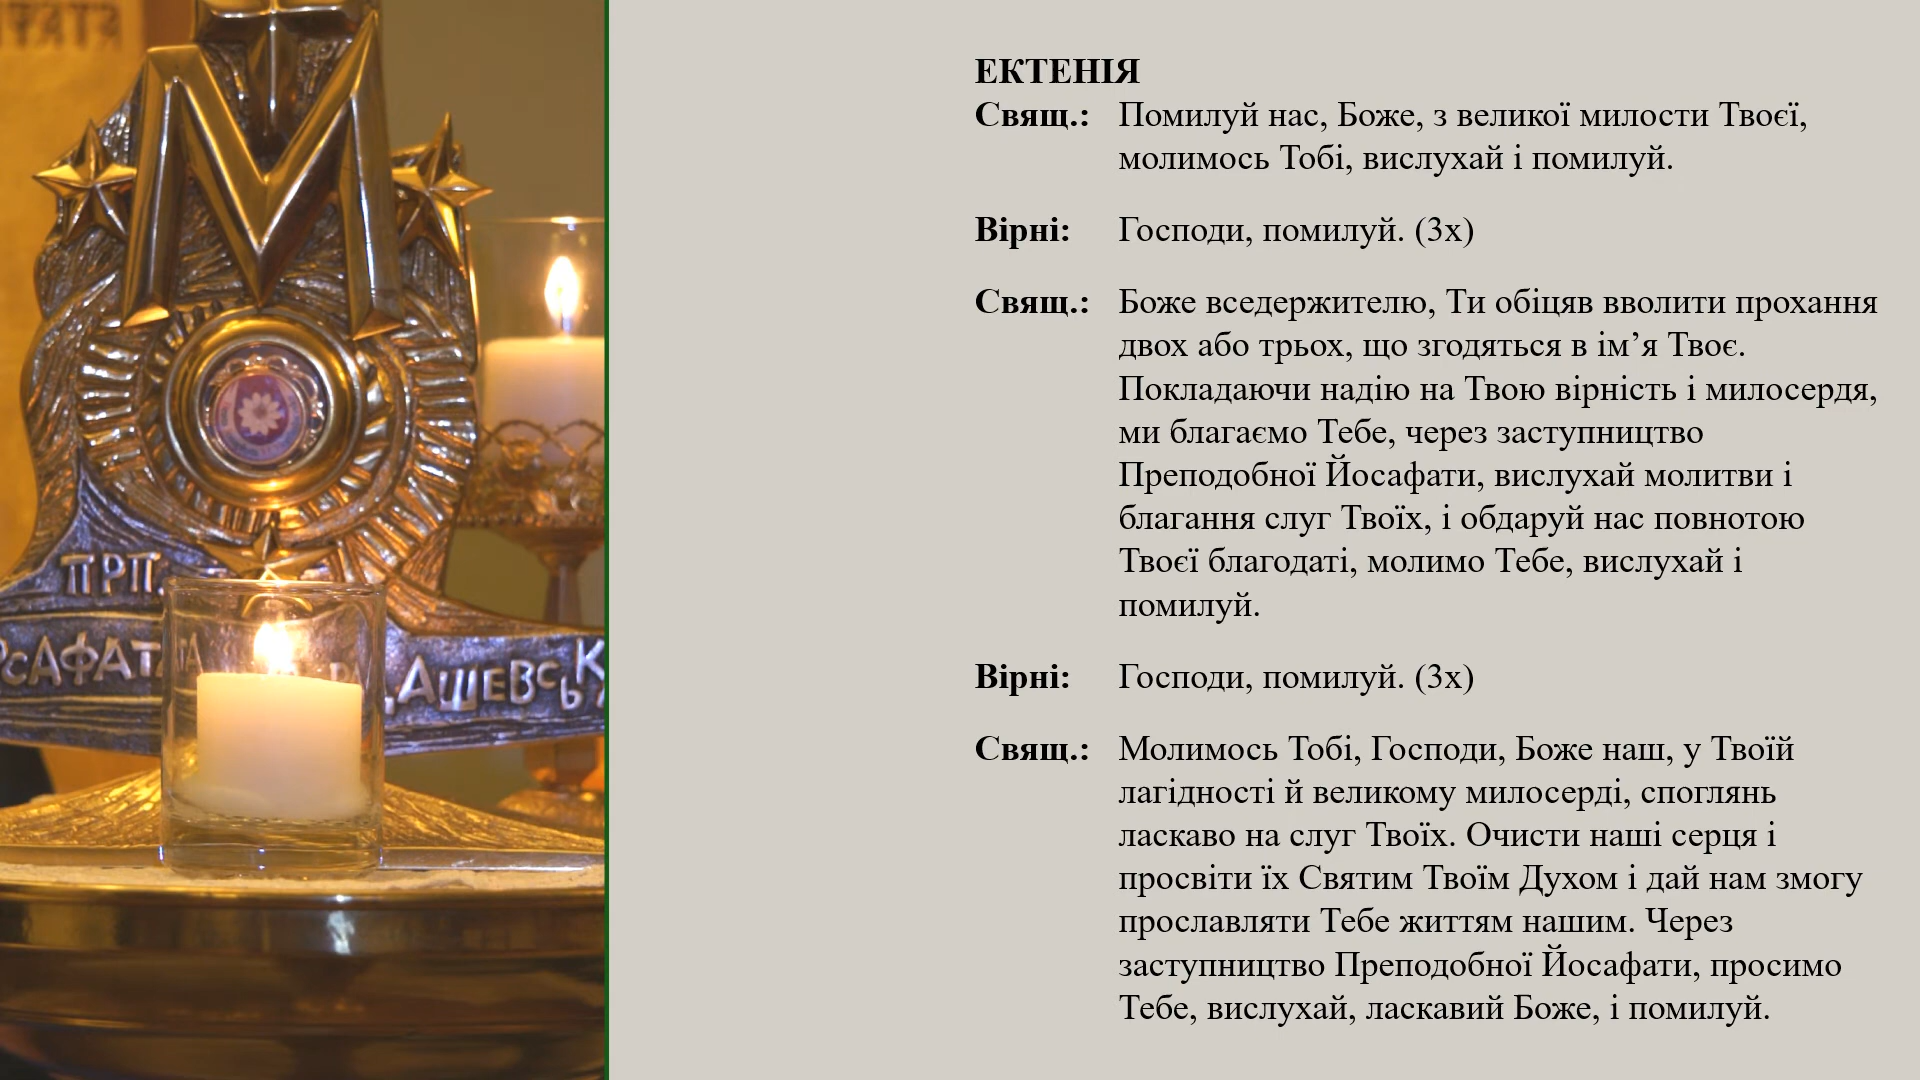 ПРП.
ЕКТЕНІЯ
Свящ.: Помилуй нас, Боже, з великої милости Твоєї,
молимось Тобі, вислухай і помилуй.
Вірні: Господи, помилуй. (3х)
Свящ.: Боже вседержителю, Ти обіцяв вволити прохання
двох або трьох, що згодяться в ім’я Твоє.
Покладаючи надію на Твою вірність і милосердя,
ми благаємо Тебе, через заступництво
Преподобної Йосафати, вислухай молитви і
благання слуг Твоїх, і обдаруй нас повнотою
Твоєї благодаті, молимо Тебе, вислухай і
помилуй.
Вірні: Господи, помилуй. (3х)
Свящ.: Молимось Тобі, Господи, Боже наш, у Твоїй
лагідності й великому милосерді, споглянь
ласкаво на слуг Твоїх. Очисти наші серця і
просвіти їх Святим Твоїм Духом і дай нам змогу
прославляти Тебе життям нашим. Через
заступництво Преподобної Йосафати, просимо
Тебе, вислухай, ласкавий Боже, і помилуй.